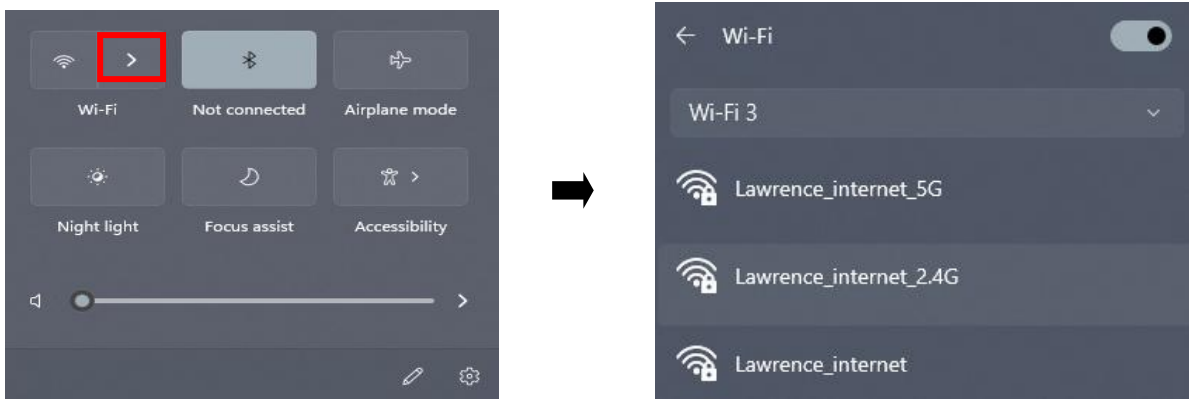 Wi-Fi
Not connected
Airplane mode
Night light
Focus assist
Accessibility
Wi-Fi
Wi-Fi 3
Lawrence_internet_5G
Lawrence_internet_2.4G
Lawrence_internet